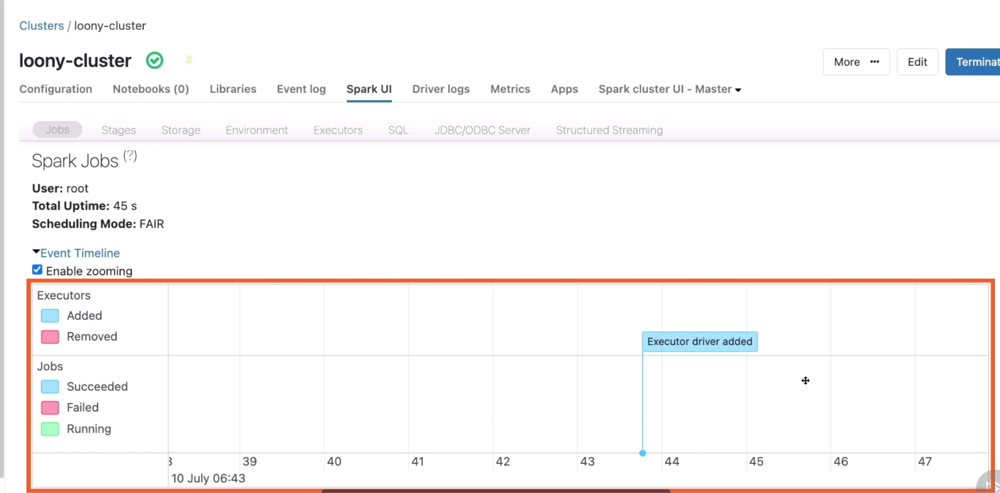 Clusters / loony-cluster
loony-cluster
More ... Edit Terminat
Configuration Notebooks (0) Libraries Event log Spark UI Driver logs Metrics Apps Spark cluster UI - Master
Jobs Stages Storage Environment Executors SQL JDBC/ODBC Server Structured Streaming
Spark Jobs (?)
User: root
Total Uptime: 45 s
Scheduling Mode: FAIR
Event Timeline
Enable zooming
Executors
Added
Removed
Executor driver added
Jobs
Succeeded
Failed
Running
39 40 41 42 43 44 45 46 47
10 July 06:43